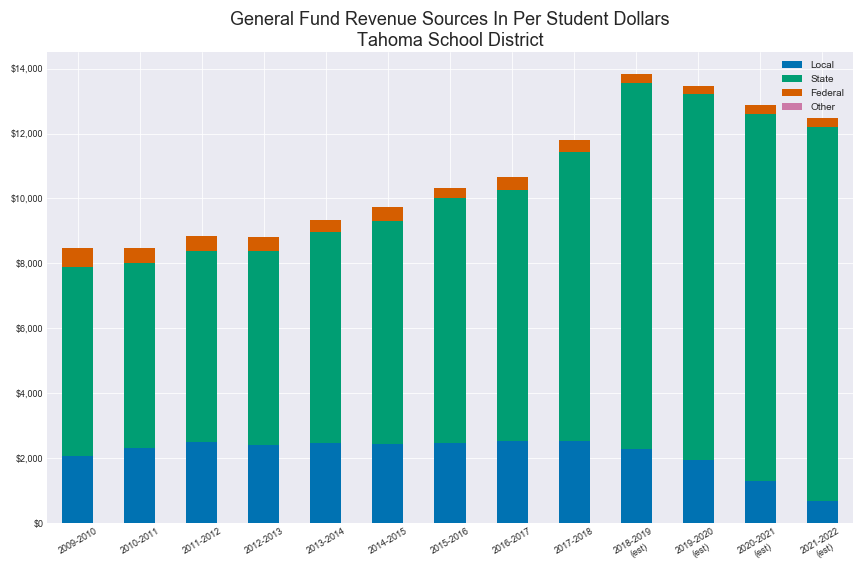 General Fund Revenue Sources In Per Student Dollars
Tahoma School District
Local
State
Federal
Other
$14,000
$12,000
$10,000
$8,000
$6,000
$4,000
$2,000
$0
2009-2010
2010-2011
2011-2012
2012-2013
2013-2014
2014-2015
2015-2016
2016-2017
2017-2018
2018-2019
(est)
2019-2020
(est)
2020-2021
(est)
2021-2022
(est)